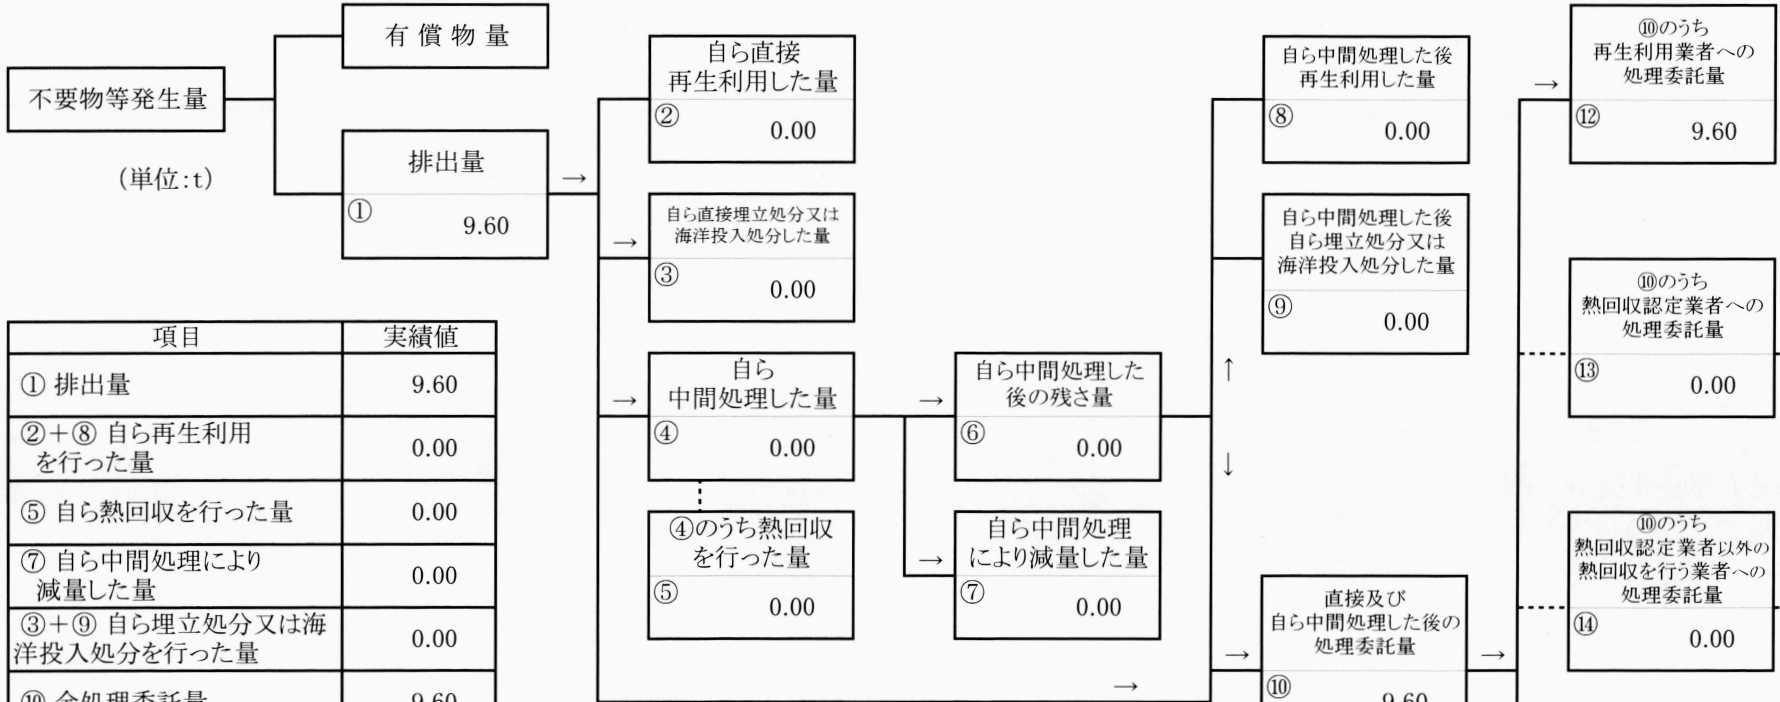 不要物等発生量
(単位:t)
有償物量
排出量
①
9.60
→
自ら直接
再生利用した量
②
0.00
→
自ら直接埋立処分又は
海洋投入処分した量
③
0.00
→
自ら
中間処理した量
④
0.00
④のうち熱回収
を行った量
⑤
0.00
→
自ら中間処理した
後の残さ量
⑥
0.00
→
自ら中間処理
により減量した量
⑦
0.00
→
↑
↓
自ら中間処理した後
再生利用した量
⑧
0.00
自ら中間処理した後
自ら埋立処分又は
海洋投入処分した量
⑨
0.00
→
直接及び
自ら中間処理した後の
処理委託量
⑩
9.60
→
→
⑩のうち
再生利用業者への
処理委託量
⑫
9.60
⑩のうち
熱回収認定業者への
処理委託量
⑬
0.00
⑩のうち
熱回収認定業者以外の
熱回収を行う業者への
処理委託量
⑭
0.00
項目 実績値
① 排出量 9.60
②+⑧ 自ら再生利用
を行った量 0.00
⑤ 自ら熱回収を行った量 0.00
⑦ 自ら中間処理により
減量した量 0.00
③+⑨ 自ら埋立処分又は海
洋投入処分を行った量 0.00
⑩ 全処理委託量 9.60